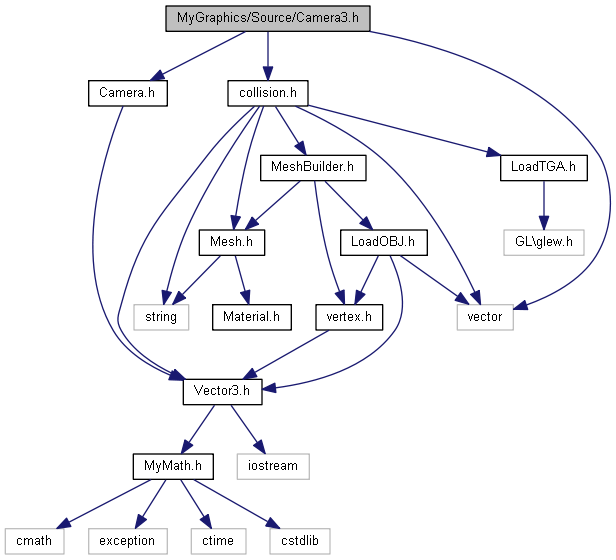 MyGraphics/Source/Camera3.h
Camera.h
collision.h
MeshBuilder.h
LoadTGA.h
Mesh.h
LoadOBJ.h
GL\glew.h
string
Material.h
vertex.h
vector
Vector3.h
MyMath.h
iostream
cmath
exception
ctime
cstdlib